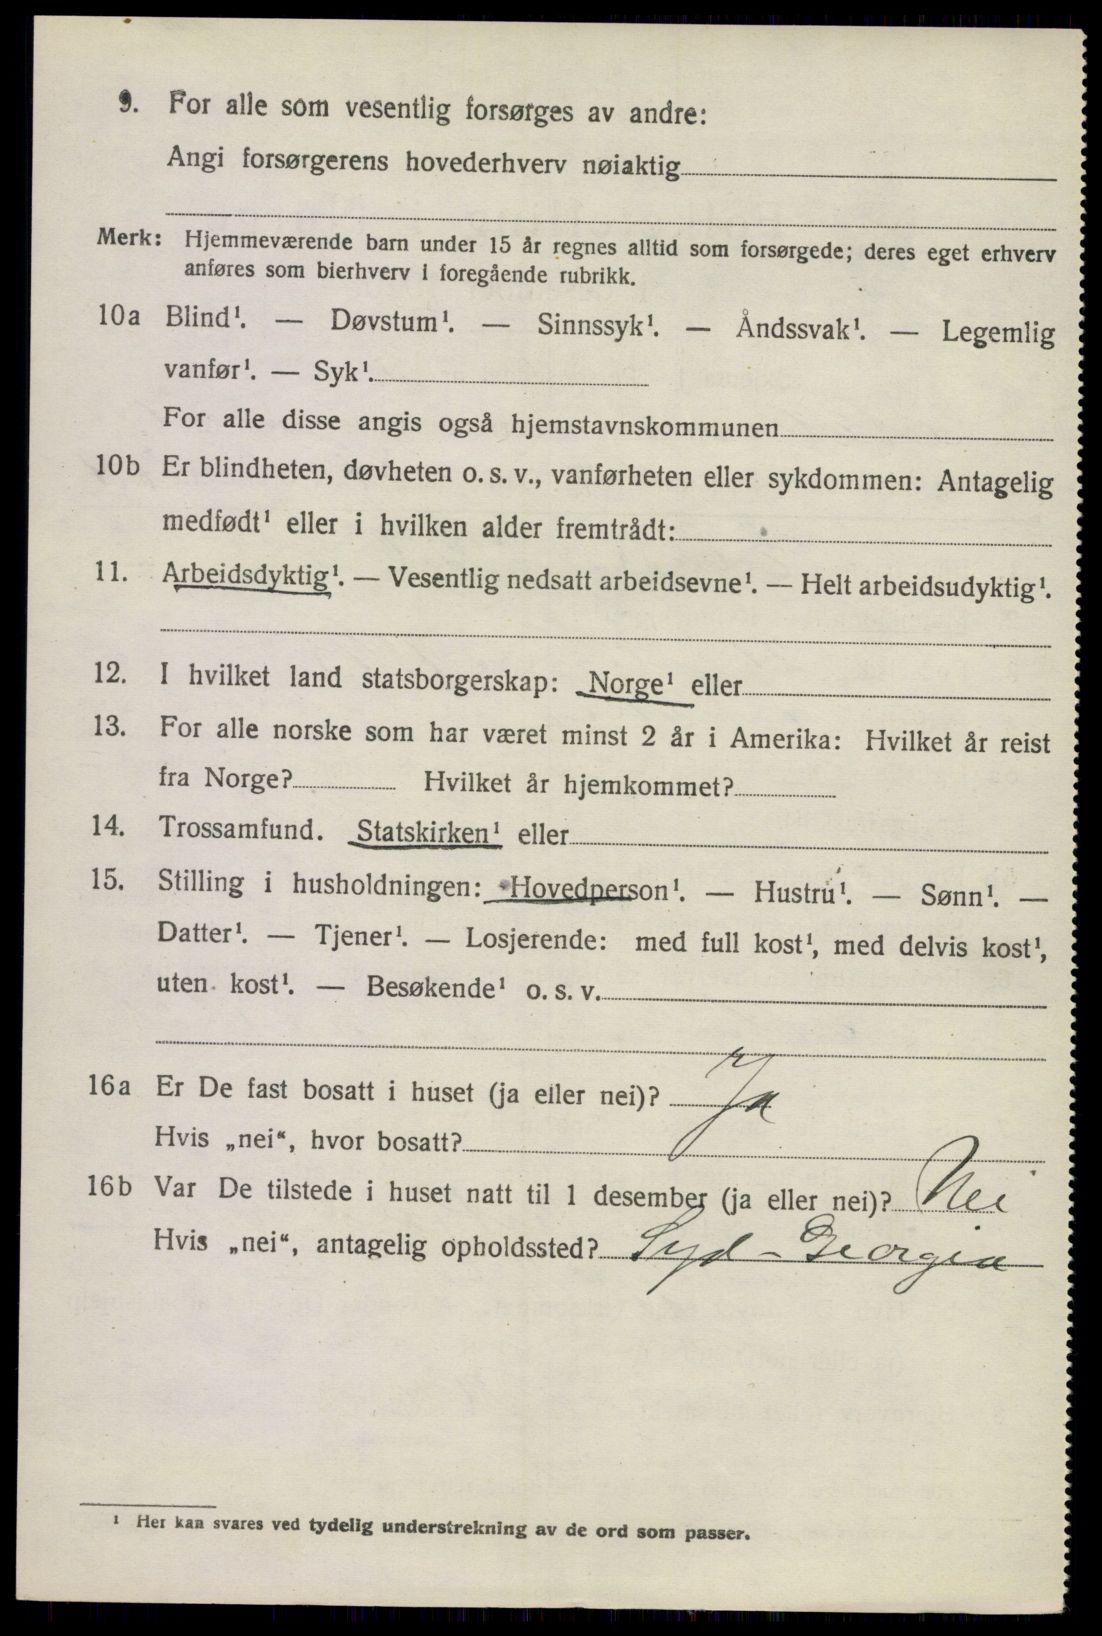 9. For alle som vesentlig forsørges av andre:
Angi forsørgerens hovederhverv nøiaktig
Merk: Hjemmeværende barn under 15 år regnes alltid som forsørgede; deres eget erhverv
anføres som bierhverv i foregående rubrikk.
10a Blind¹. — Døvstum¹. — Sinnssyk¹. — Åndssvak¹. — Legemlig
vanfør¹. — Syk¹.
For alle disse angis også hjemstavnskommunen
10b Er blindheten, døvheten o. s. v., vanførheten eller sykdommen: Antagelig
medfødt¹ eller i hvilken alder fremtrådt:
11. Arbeidsdyktig¹. — Vesentlig nedsatt arbeidsevne¹. — Helt arbeidsudyktig¹.
12. I hvilket land statsborgerskap: Norge¹ eller
13. For alle norske som har været minst 2 år i Amerika: Hvilket år reist
fra Norge? Hvilket år hjemkommet?
14. Trossamfund. Statskirken¹ eller
15. Stilling i husholdningen: Hovedperson¹. — Hustru¹. — Sønn¹. —
Datter¹. — Tjener¹. — Losjerende: med full kost¹, med delvis kost¹,
uten kost¹. — Besøkende¹ o. s. v.
16a Er De fast bosatt i huset (ja eller nei)? Ja
Hvis „nei“, hvor bosatt?
16b Var De tilstede i huset natt til 1 desember (ja eller nei)? Nei
Hvis „nei“, antagelig opholdssted? Syd-Georgia
¹ Her kan svares ved tydelig understrekning av de ord som passer.